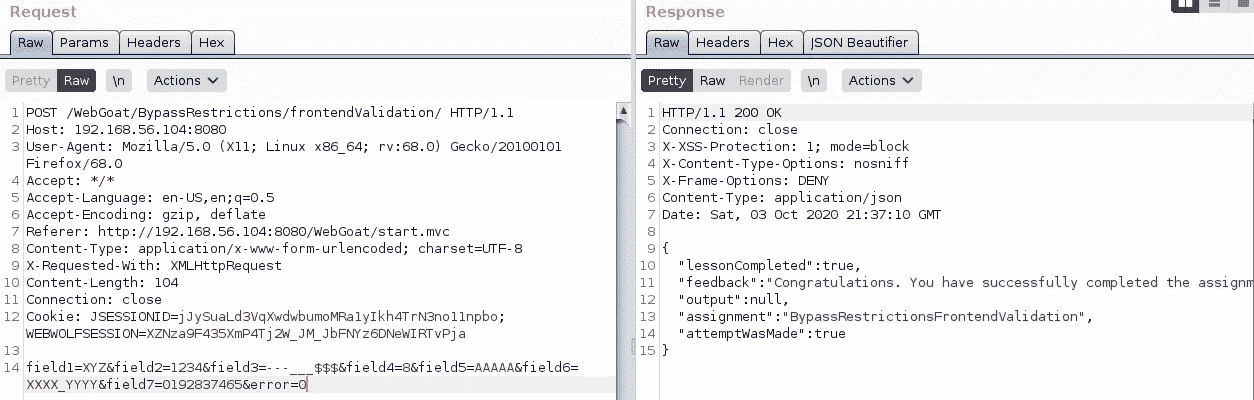 Request
Raw Params Headers Hex
Pretty Raw \n Actions
1 POST /WebGoat/BypassRestrictions/frontendValidation/ HTTP/1.1
2 Host: 192.168.56.104:8080
3 User-Agent: Mozilla/5.0 (X11; Linux x86_64; rv:68.0) Gecko/20100101
Firefox/68.0
4 Accept: */*
5 Accept-Language: en-US,en;q=0.5
6 Accept-Encoding: gzip, deflate
7 Referer: http://192.168.56.104:8080/WebGoat/start.mvc
8 Content-Type: application/x-www-form-urlencoded; charset=UTF-8
9 X-Requested-With: XMLHttpRequest
10 Content-Length: 104
11 Connection: close
12 Cookie: JSESSIONID=jJySuaLd3VqXwdwbumoMRa1yIkh4TrN3no11npbo;
WEBWOLFSESSION=XZNza9F435XmP4Tj2W_JM_JbFNYz6DNeWIRTvPja
13
14 field1=XYZ&field2=1234&field3=---___$$$&field4=8&field5=AAAAA&field6=
XXXX_YYYY&field7=0192837465&error=0
Response
Raw Headers Hex JSON Beautifier
Pretty Raw Render \n Actions
1 HTTP/1.1 200 OK
2 Connection: close
3 X-XSS-Protection: 1; mode=block
4 X-Content-Type-Options: nosniff
5 X-Frame-Options: DENY
6 Content-Type: application/json
7 Date: Sat, 03 Oct 2020 21:37:10 GMT
8
9 {
10 "lessonCompleted":true,
11 "feedback":"Congratulations. You have successfully completed the assignm
12 "output":null,
13 "assignment":"BypassRestrictionsFrontendValidation",
14 "attemptWasMade":true
15 }